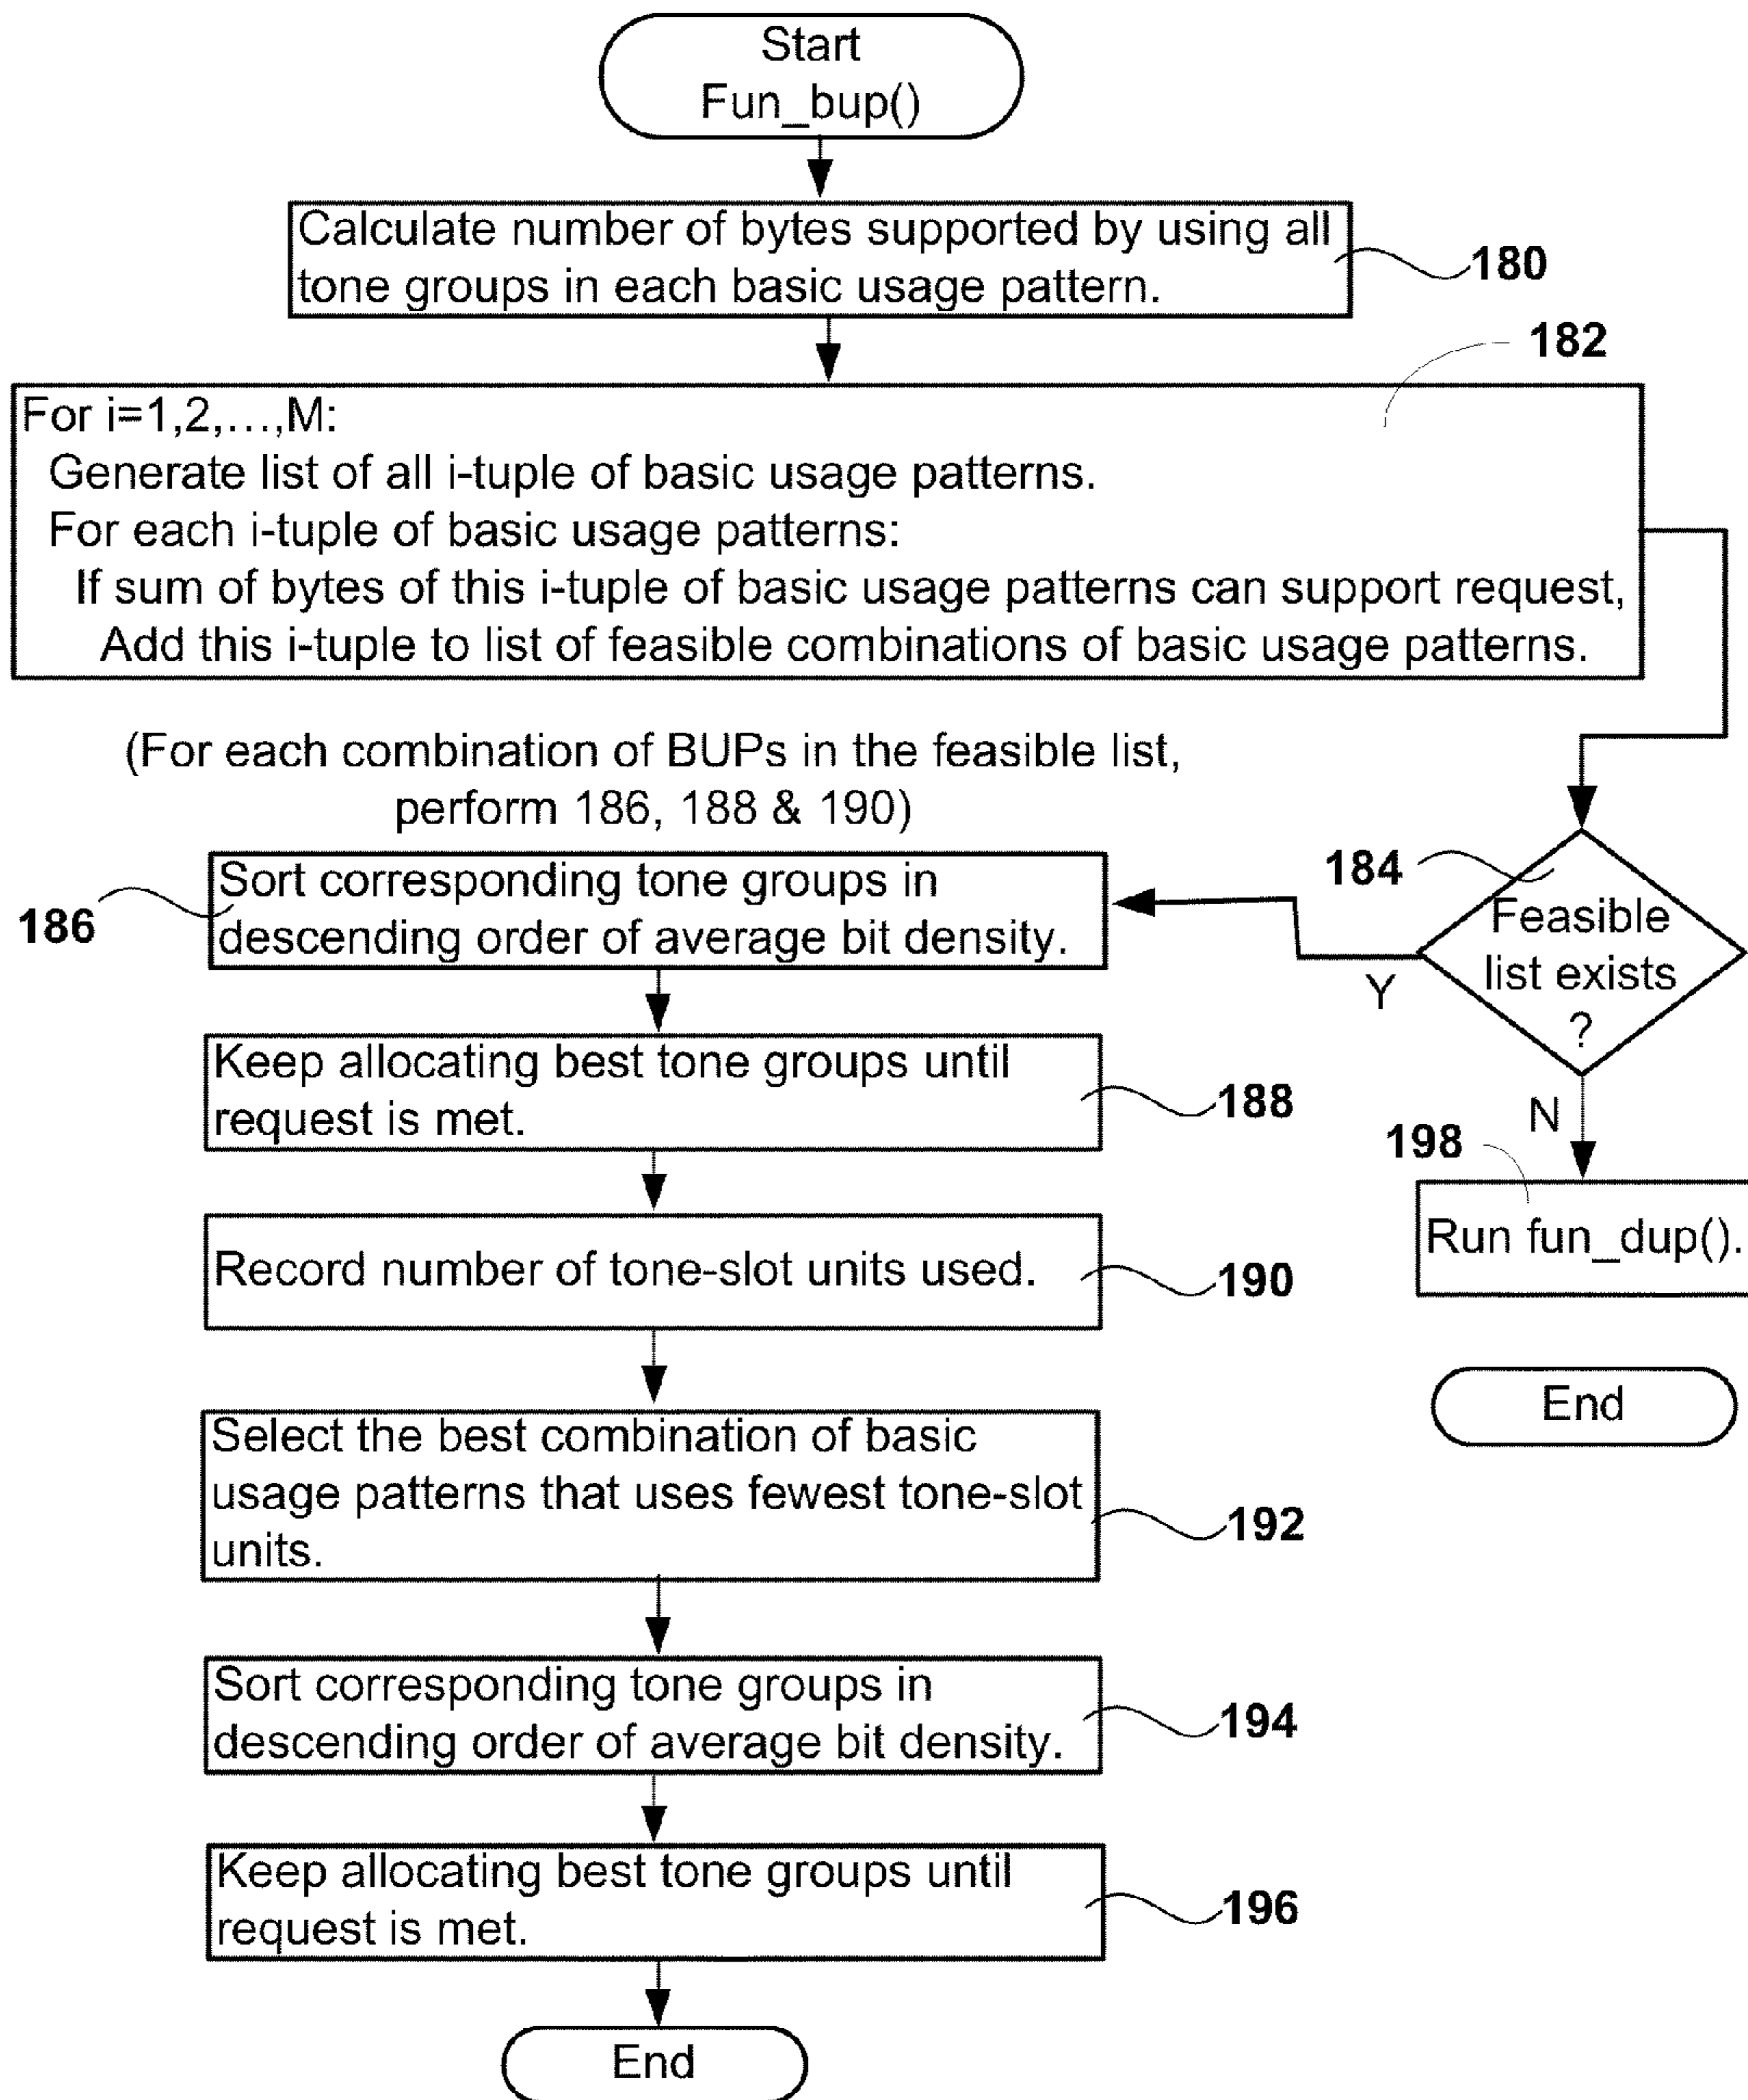 Start
Fun_bup()
Calculate number of bytes supported by using all
tone groups in each basic usage pattern.
180
182
For i=1,2,...,M:
Generate list of all i-tuple of basic usage patterns.
For each i-tuple of basic usage patterns:
If sum of bytes of this i-tuple of basic usage patterns can support request,
Add this i-tuple to list of feasible combinations of basic usage patterns.
(For each combination of BUPs in the feasible list,
perform 186, 188 & 190)
184
Feasible
list exists
?
Y
N
186
Sort corresponding tone groups in
descending order of average bit density.
Keep allocating best tone groups until
request is met.
188
198
Run fun_dup().
End
Record number of tone-slot units used.
190
Select the best combination of basic
usage patterns that uses fewest tone-slot
units.
192
Sort corresponding tone groups in
descending order of average bit density.
194
Keep allocating best tone groups until
request is met.
196
End